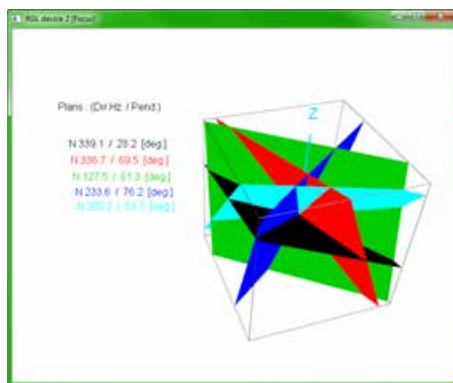 RGL device 2 [Focus]
Plans : (Dir.Hz. / Pend.)
Z
N 339.1 / 28.2 [deg.]
N 336.7 / 69.5 [deg.]
N 127.5 / 81.3 [deg.]
N 233.6 / 76.2 [deg.]
[deg.]